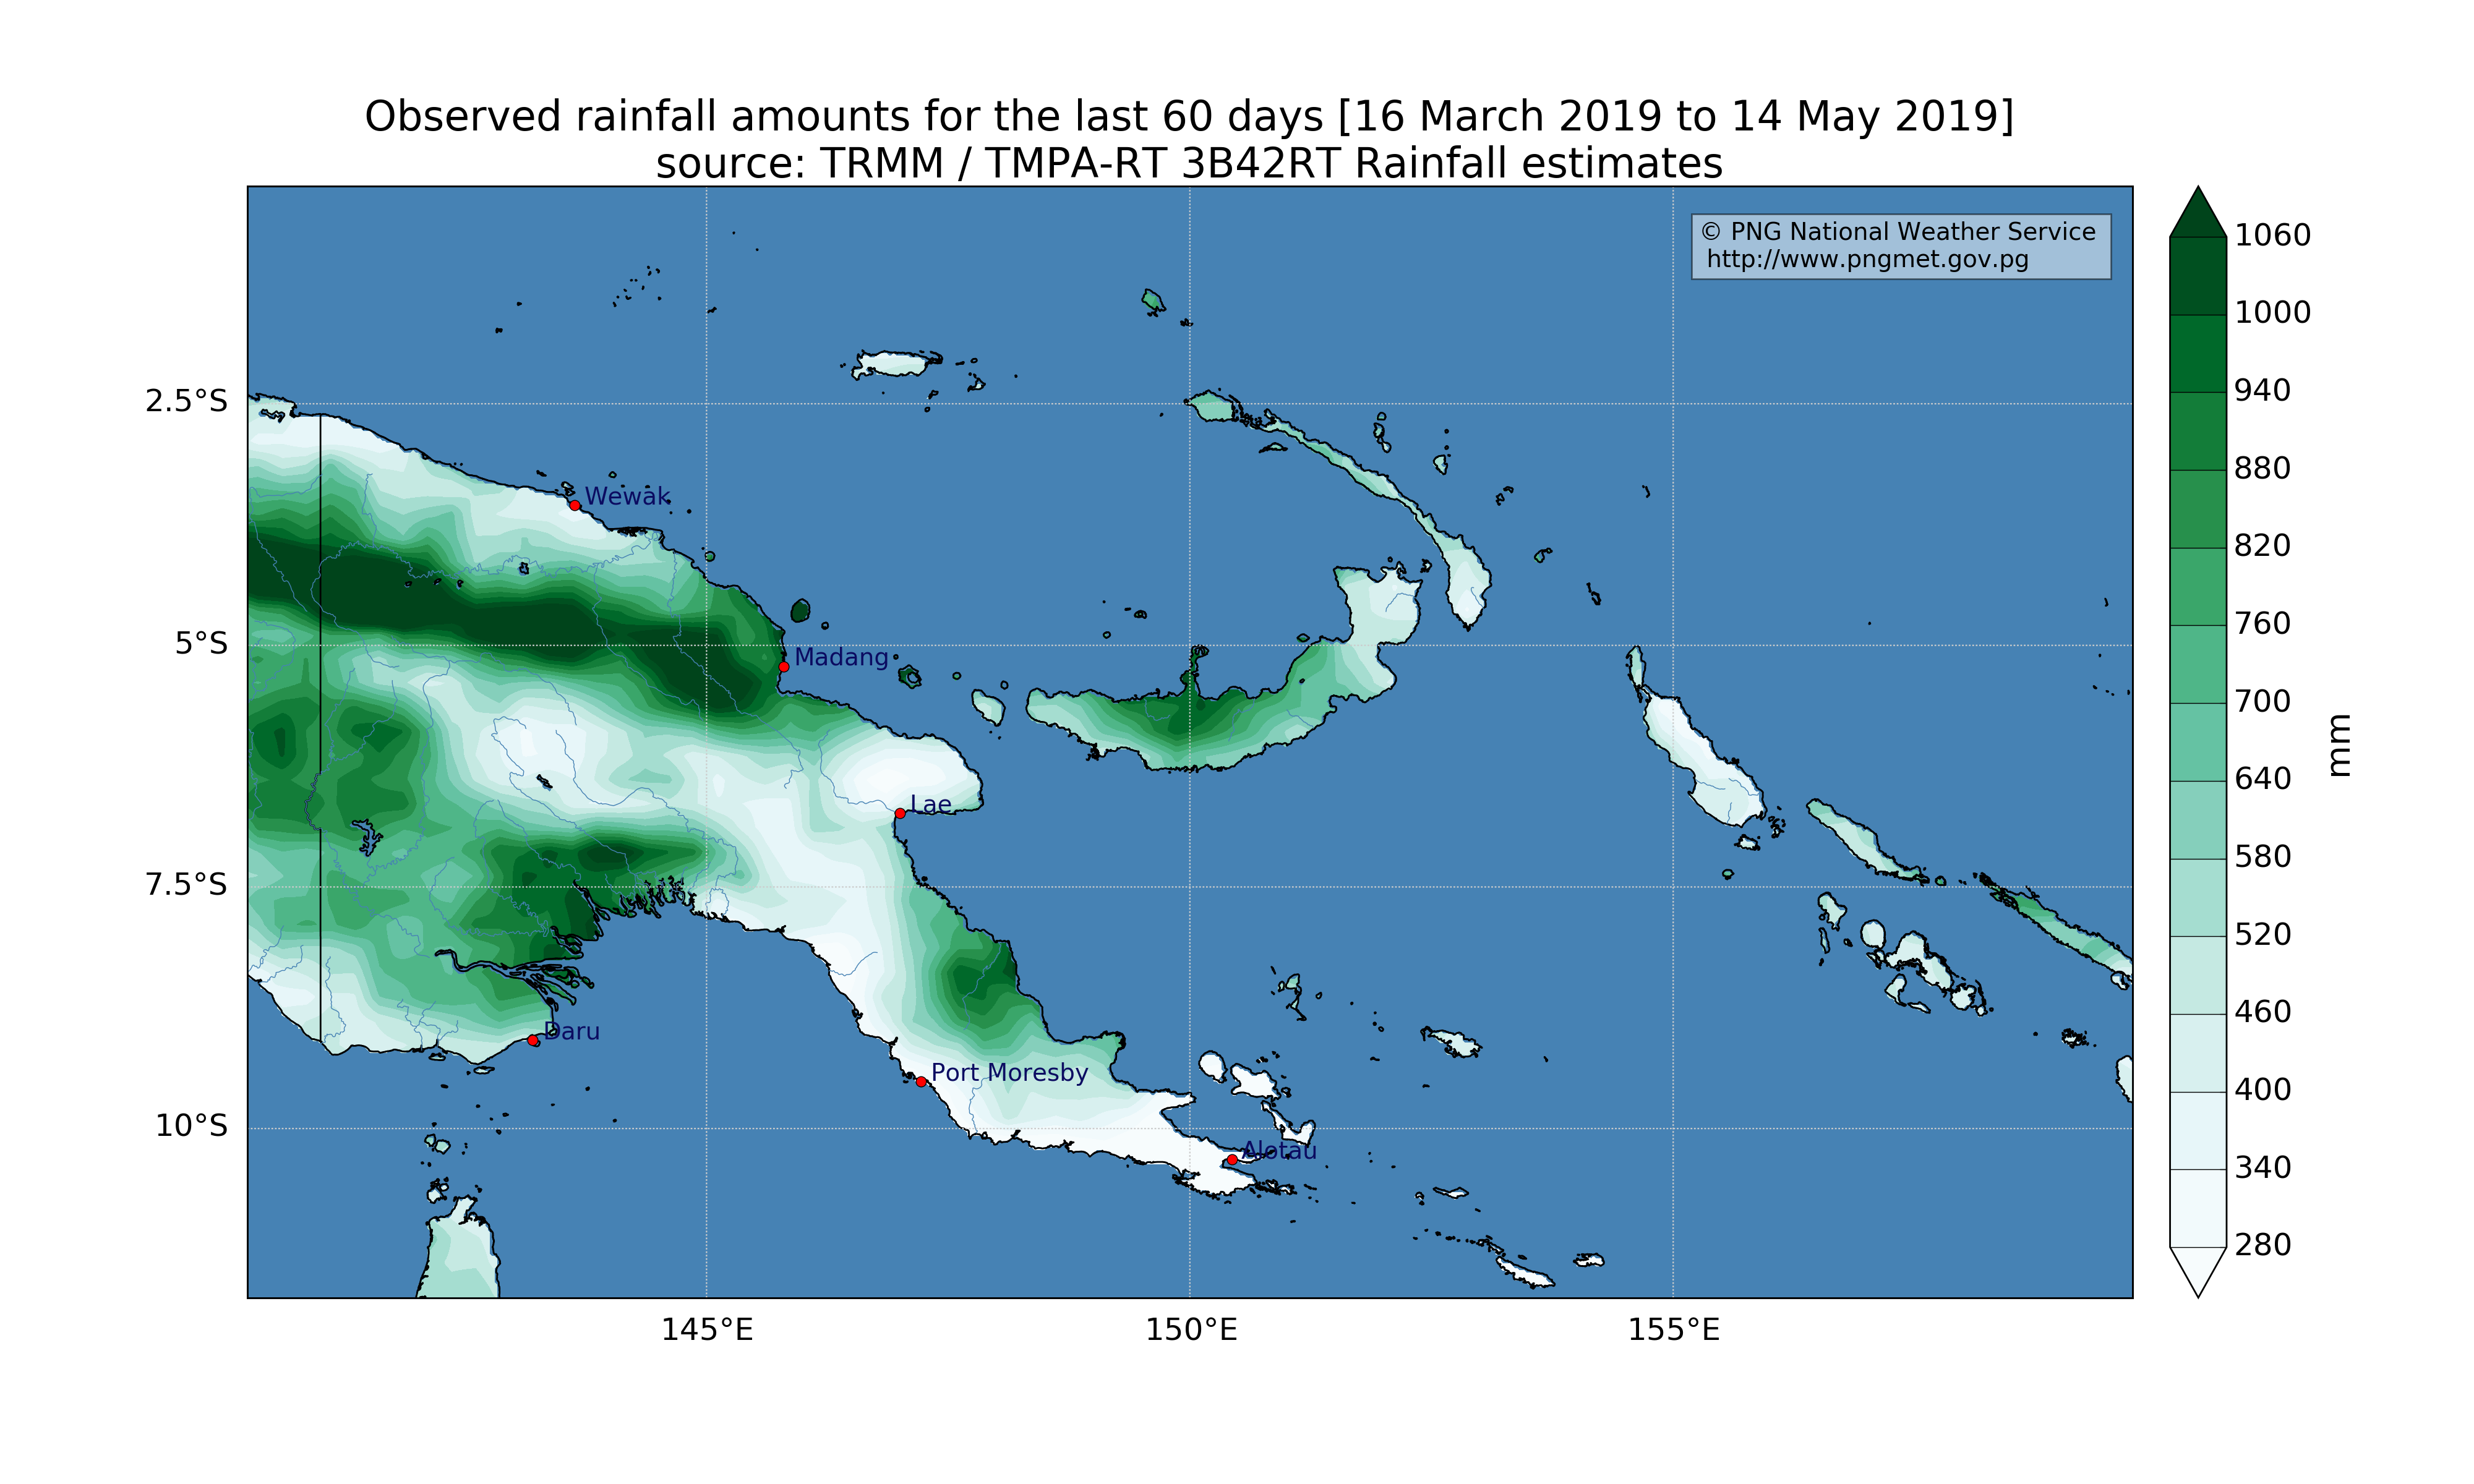 Observed rainfall amounts for the last 60 days [16 March 2019 to 14 May 2019]
source: TRMM / TMPA-RT 3B42RT Rainfall estimates
© PNG National Weather Service
http://www.pngmet.gov.pg
2.5°S
5°S
7.5°S
10°S
Wewak
Madang
Lae
Daru
Port Moresby
Alotau
145°E
150°E
155°E
1060
1000
940
880
820
760
700
640
580
520
460
400
340
280
mm